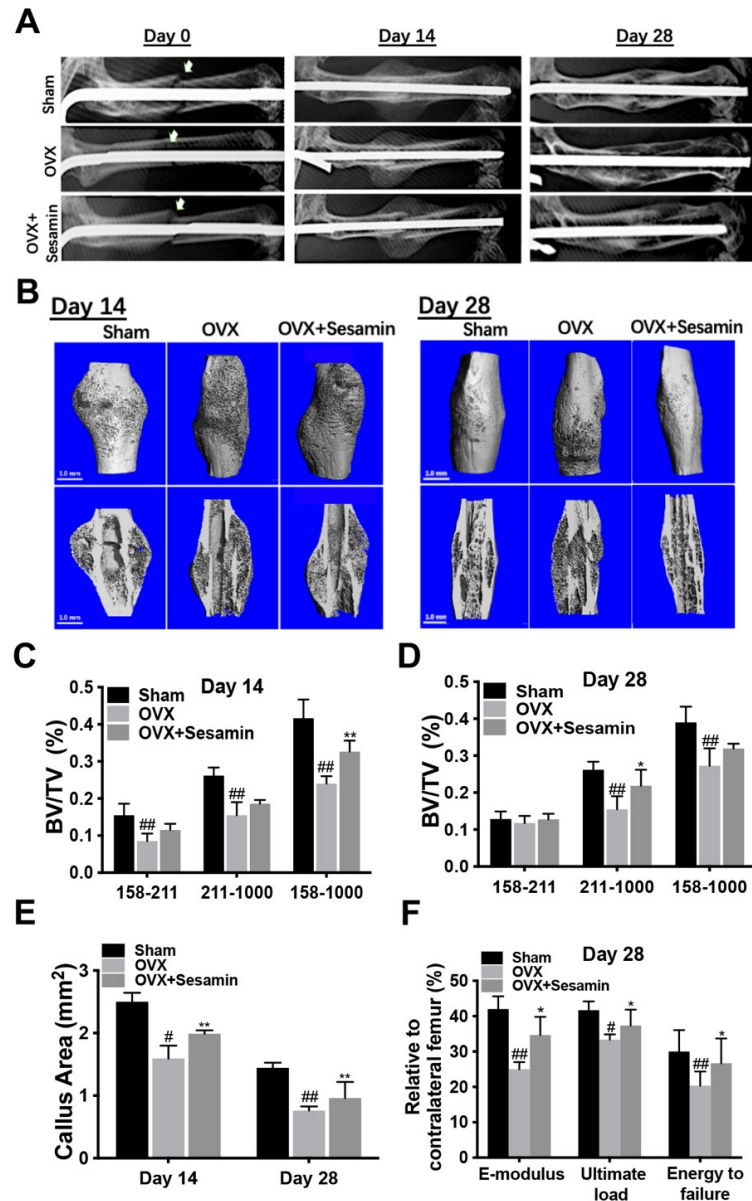 A
Day 0 Day 14 Day 28
Sham
OVX
OVX+
Sesamin
B
Day 14 Day 28
Sham OVX OVX+Sesamin Sham OVX OVX+Sesamin
1.0 mm 1.0 mm
1.0 mm 1.0 mm
C
Day 14
Sham
OVX
OVX+Sesamin
BV/TV (%)
0.5
0.4
0.3
0.2
0.1
0.0
##
##
##
**
158-211 211-1000 158-1000
D
Day 28
Sham
OVX
OVX+Sesamin
BV/TV (%)
0.5
0.4
0.3
0.2
0.1
0.0
##
*
##
158-211 211-1000 158-1000
E
Sham
OVX
OVX+Sesamin
Callus Area (mm²)
3
2
1
0
#
**
##
**
Day 14 Day 28
F
Day 28
Sham
OVX
OVX+Sesamin
Relative to
contralateral femur (%)
50
40
30
20
10
0
##
*
#
*
##
*
E-modulus Ultimate
load Energy to
failure